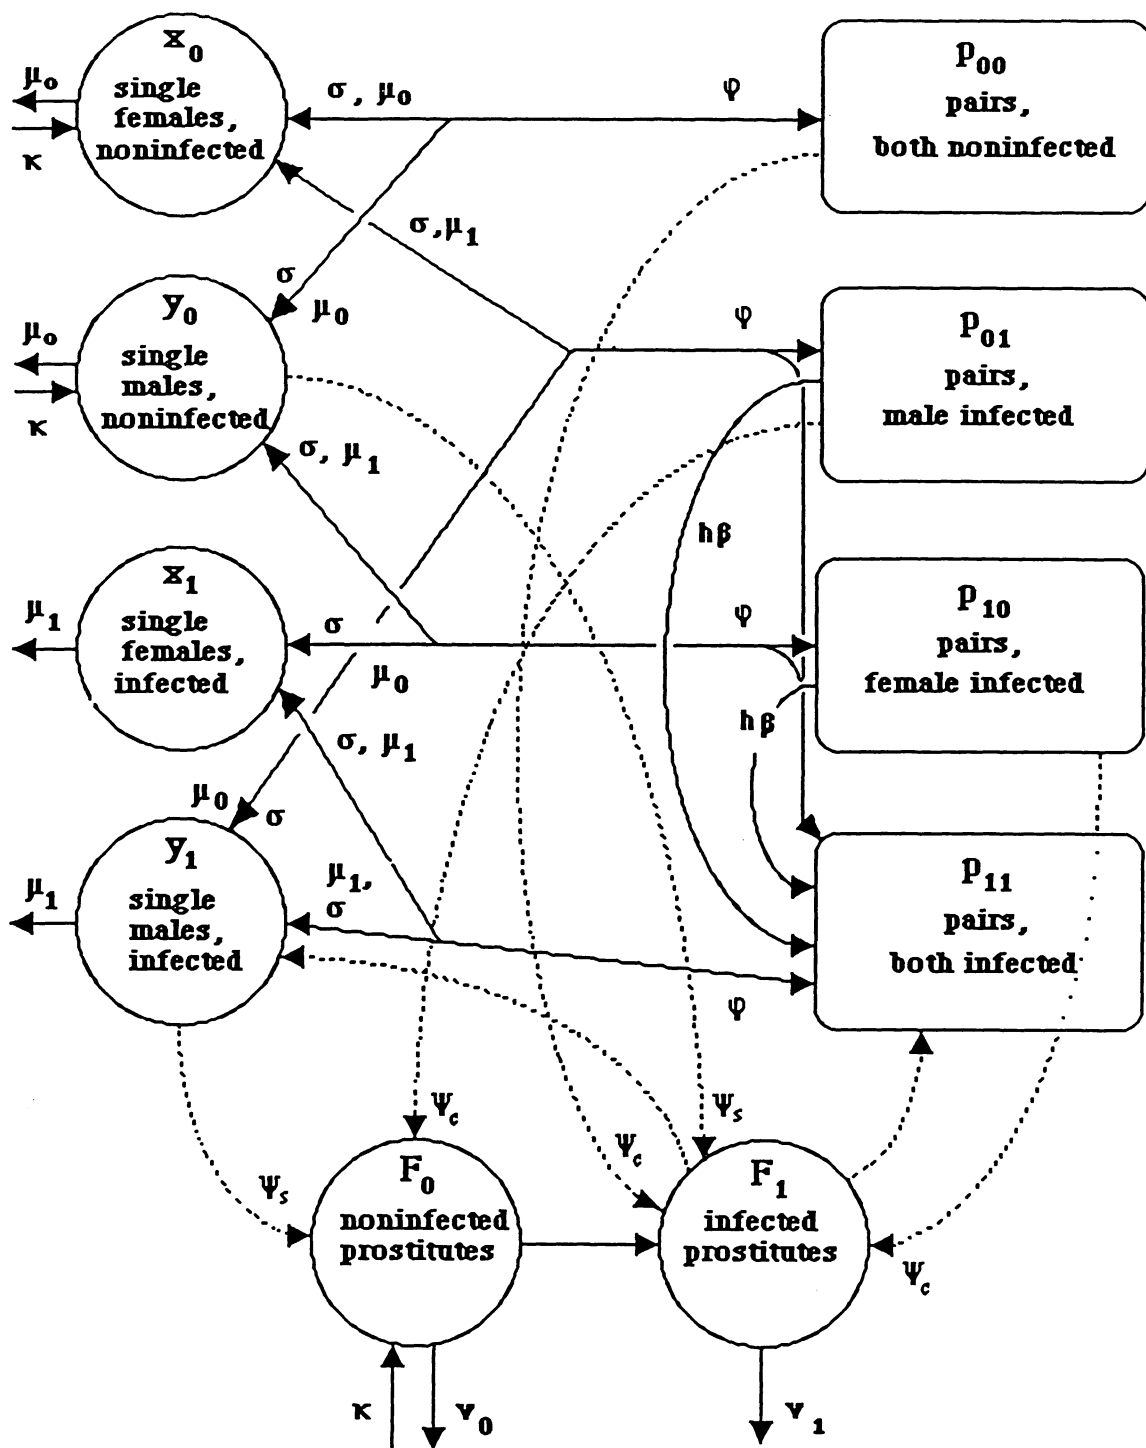 x₀
single
females,
noninfected
μ₀
κ
σ, μ₀
φ
p₀₀
pairs,
both noninfected
σ,μ₁
σ
μ₀
y₀
single
males,
noninfected
μ₀
κ
φ
p₀₁
pairs,
male infected
σ, μ₁
hβ
x₁
single
females,
infected
μ₁
σ
μ₀
φ
p₁₀
pairs,
female infected
hβ
σ, μ₁
μ₀
σ
y₁
single
males,
infected
μ₁
μ₁,
σ
φ
p₁₁
pairs,
both infected
Ψc
Ψs
Ψc
Ψs
F₀
noninfected
prostitutes
F₁
infected
prostitutes
Ψc
κ
ν₀
ν₁